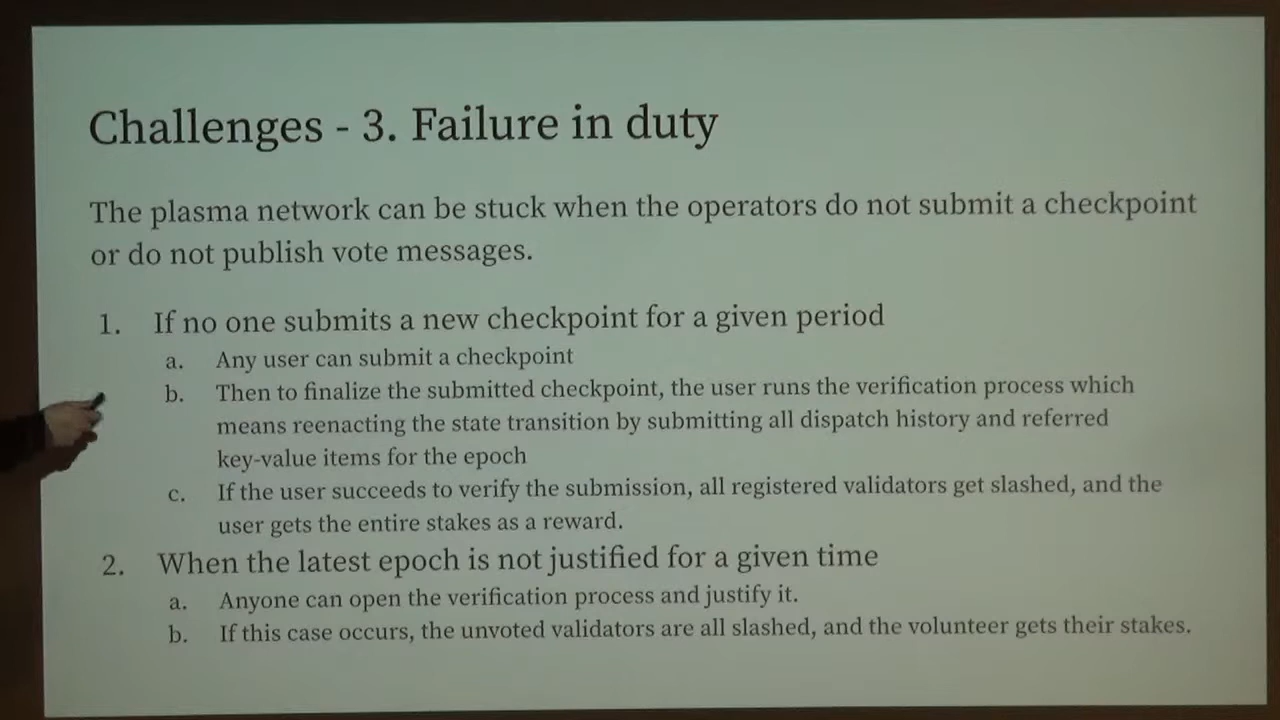 Challenges - 3. Failure in duty
The plasma network can be stuck when the operators do not submit a checkpoint
or do not publish vote messages.
1. If no one submits a new checkpoint for a given period
a. Any user can submit a checkpoint
b. Then to finalize the submitted checkpoint, the user runs the verification process which
means reenacting the state transition by submitting all dispatch history and referred
key-value items for the epoch
c. If the user succeeds to verify the submission, all registered validators get slashed, and the
user gets the entire stakes as a reward.
2. When the latest epoch is not justified for a given time
a. Anyone can open the verification process and justify it.
b. If this case occurs, the unvoted validators are all slashed, and the volunteer gets their stakes.